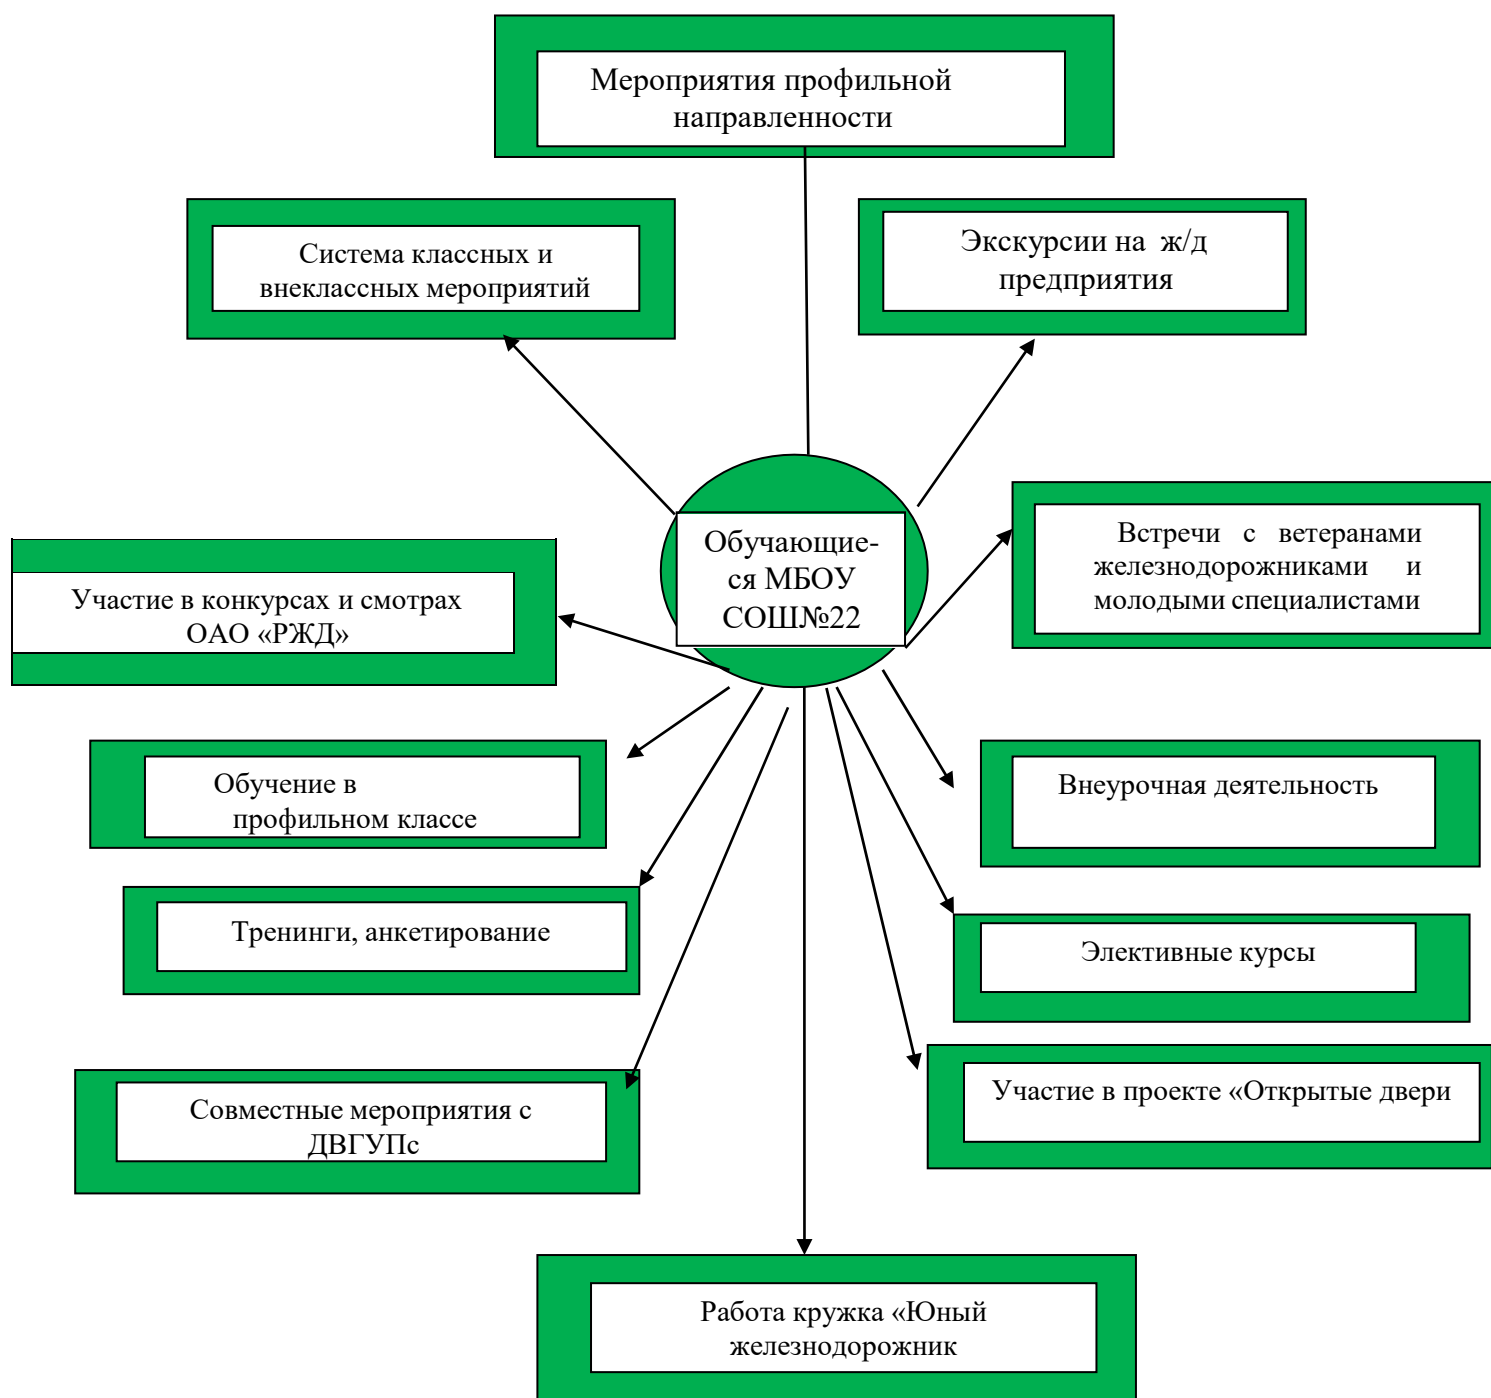 Мероприятия профильной
направленности
Система классных и
внеклассных мероприятий
Экскурсии на ж/д
предприятия
Обучающие-
ся МБОУ
СОШ№22
Встречи с ветеранами
железнодорожниками и
молодыми специалистами
Участие в конкурсах и смотрах
ОАО «РЖД»
Обучение в
профильном классе
Внеурочная деятельность
Тренинги, анкетирование
Элективные курсы
Совместные мероприятия с
ДВГУПс
Участие в проекте «Открытые двери
Работа кружка «Юный
железнодорожник